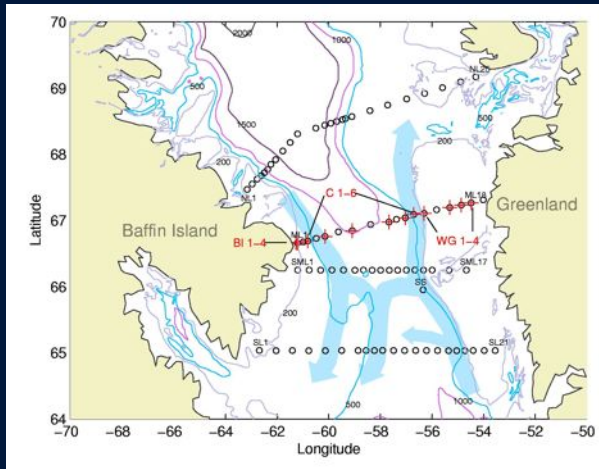 70
69
68
67
66
65
64
Latitude
2000
1000
500
1500
200
NL1
NL20
500
200
C 1–6
ML18
Greenland
Baffin Island
BI 1–4
ML1
WG 1–4
SML1
SML17
SS
200
SL1
SL21
500
1000
−70 −68 −66 −64 −62 −60 −58 −56 −54 −52 −50
Longitude